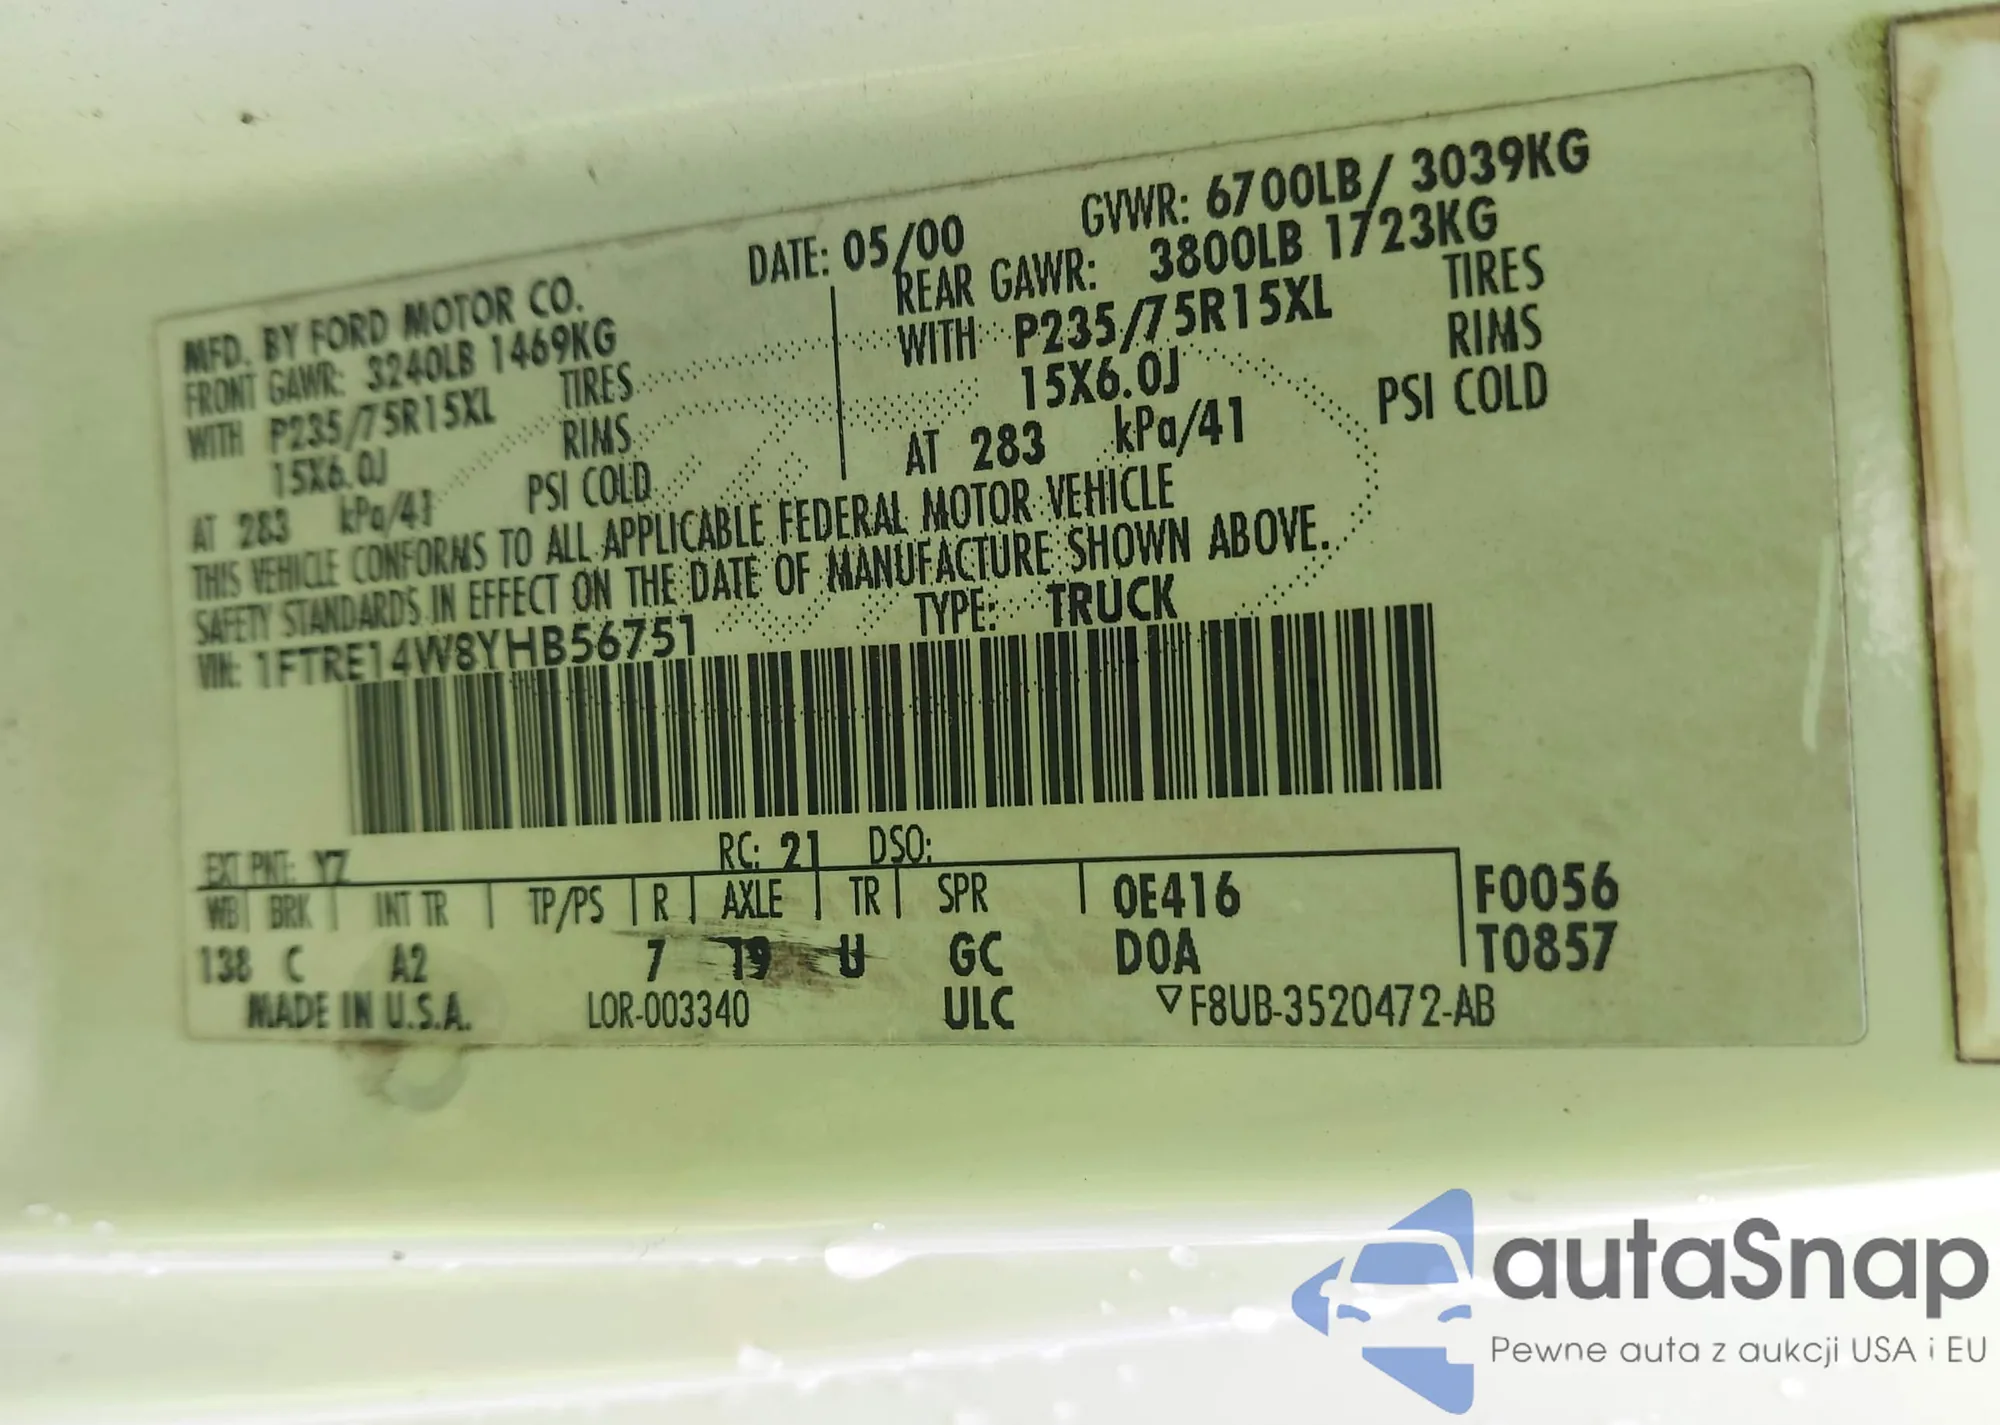 MFD. BY FORD MOTOR CO. DATE: 05/00 GVWR: 6700LB/ 3039KG
FRONT GAWR: 3240LB 1469KG REAR GAWR: 3800LB 1723KG
WITH P235/75R15XL TIRES WITH P235/75R15XL TIRES
15X6.0J RIMS 15X6.0J RIMS
AT 283 kPa/41 PSI COLD AT 283 kPa/41 PSI COLD
THIS VEHICLE CONFORMS TO ALL APPLICABLE FEDERAL MOTOR VEHICLE
SAFETY STANDARDS IN EFFECT ON THE DATE OF MANUFACTURE SHOWN ABOVE.
VIN: 1FTRE14W8YHB56751 TYPE: TRUCK
EXT PNT: YZ RC: 21 DSO:
WB BRK INT TR TP/PS R AXLE TR SPR 0E416 F0056
138 C A2 7 19 U GC D0A T0857
MADE IN U.S.A. LOR-003340 ULC ▽F8UB-3520472-AB
autaSnap
Pewne auta z aukcji USA i EU